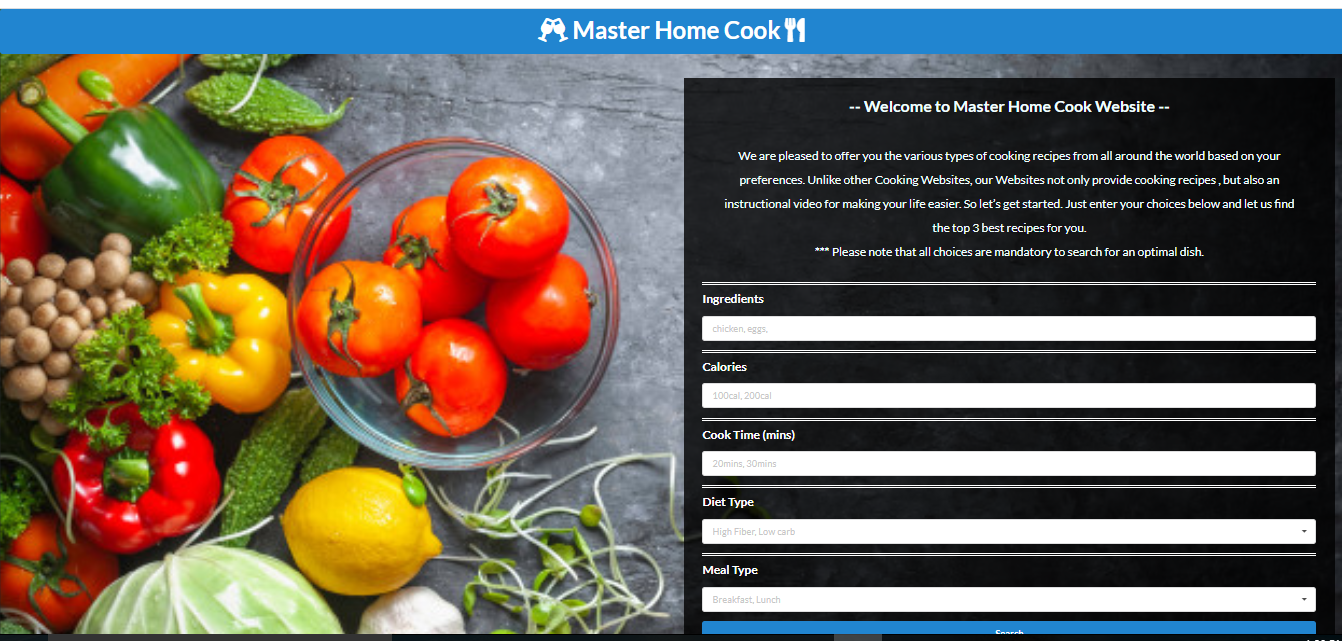 Master Home Cook
-- Welcome to Master Home Cook Website --
We are pleased to offer you the various types of cooking recipes from all around the world based on your
preferences. Unlike other Cooking Websites, our Websites not only provide cooking recipes , but also an
instructional video for making your life easier. So let's get started. Just enter your choices below and let us find
the top 3 best recipes for you.
*** Please note that all choices are mandatory to search for an optimal dish.
Ingredients
chicken, eggs,
Calories
100cal, 200cal
Cook Time (mins)
20mins, 30mins
Diet Type
High Fiber, Low carb
Meal Type
Breakfast, Lunch
Search